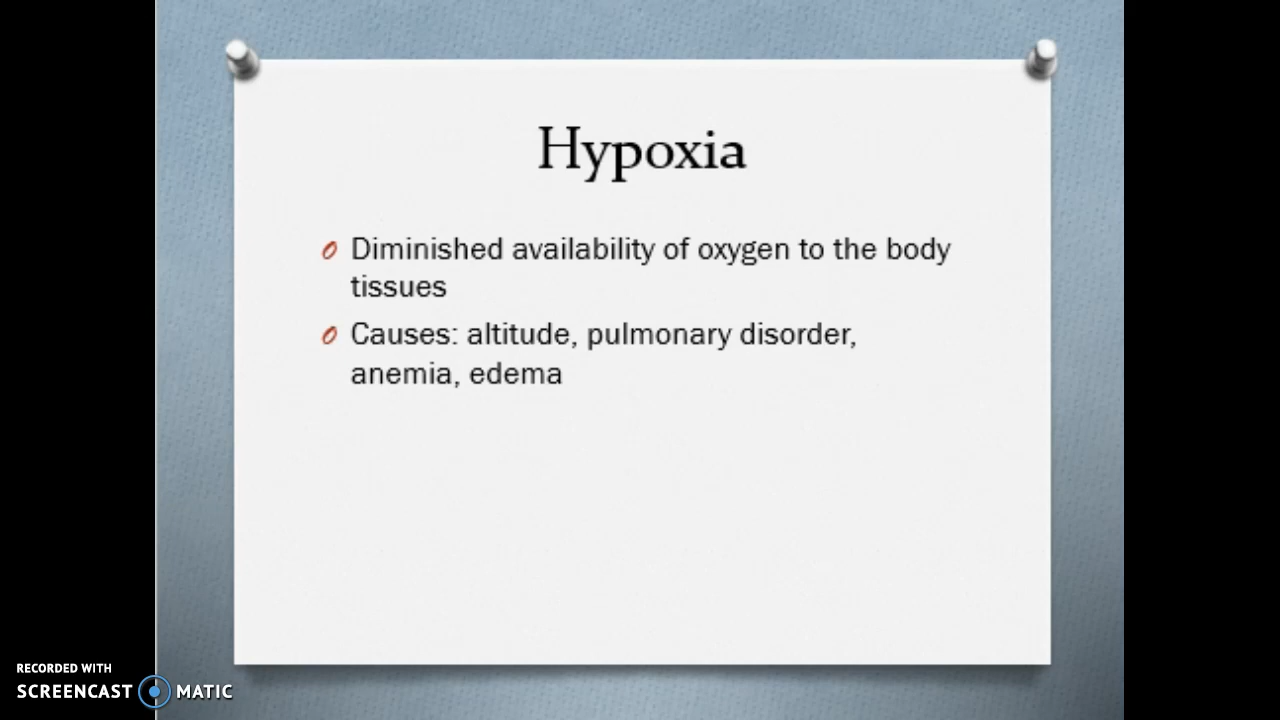 Hypoxia
Diminished availability of oxygen to the body
tissues
Causes: altitude, pulmonary disorder,
anemia, edema
RECORDED WITH
SCREENCAST MATIC